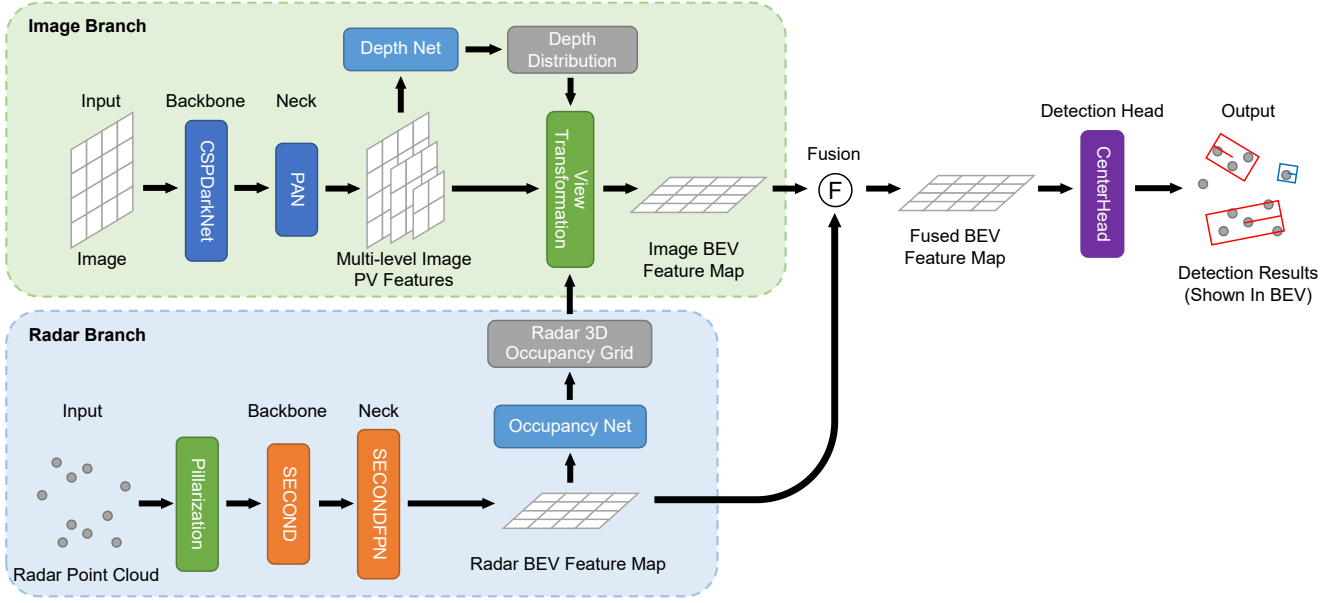 Image Branch
Depth Net
Depth
Distribution
Input
Backbone
Neck
CSPDarkNet
PAN
View
Transformation
Image
Multi-level Image
PV Features
Image BEV
Feature Map
Fusion
F
Fused BEV
Feature Map
Detection Head
CenterHead
Output
Detection Results
(Shown In BEV)
Radar Branch
Radar 3D
Occupancy Grid
Occupancy Net
Input
Backbone
Neck
Pillarization
SECOND
SECONDFPN
Radar Point Cloud
Radar BEV Feature Map